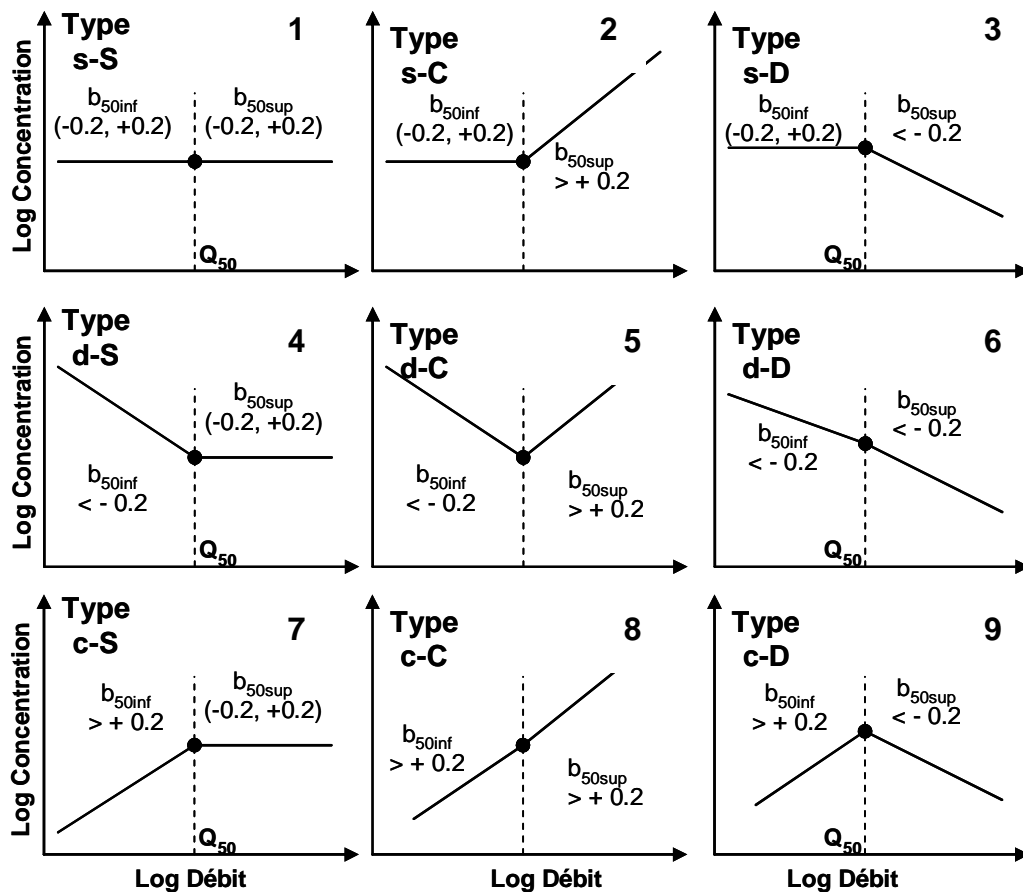 Log Concentration
Type
s-S
1
b50inf
(-0.2, +0.2)
b50sup
(-0.2, +0.2)
Q50
Type
s-C
2
b50inf
(-0.2, +0.2)
b50sup
> + 0.2
Type
s-D
3
b50inf
(-0.2, +0.2)
b50sup
< - 0.2
Q50
Log Concentration
Type
d-S
4
b50sup
(-0.2, +0.2)
b50inf
< - 0.2
Q50
Type
d-C
5
b50inf
< - 0.2
b50sup
> + 0.2
Type
d-D
6
b50inf
< - 0.2
b50sup
< - 0.2
Q50
Log Concentration
Type
c-S
7
b50inf
> + 0.2
b50sup
(-0.2, +0.2)
Q50
Log Débit
Type
c-C
8
b50inf
> + 0.2
b50sup
> + 0.2
Log Débit
Type
c-D
9
b50inf
> + 0.2
b50sup
< - 0.2
Q50
Log Débit